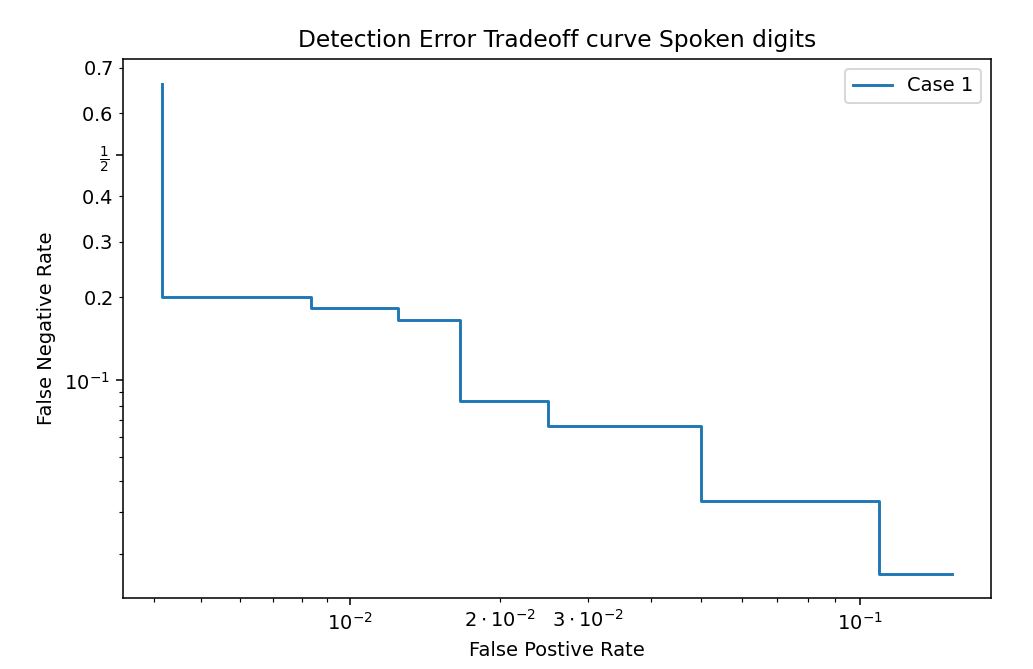 Detection Error Tradeoff curve Spoken digits
Case 1
0.7
0.6
1/2
0.4
0.3
0.2
10⁻¹
False Negative Rate
10⁻²
2 · 10⁻²
3 · 10⁻²
10⁻¹
False Postive Rate